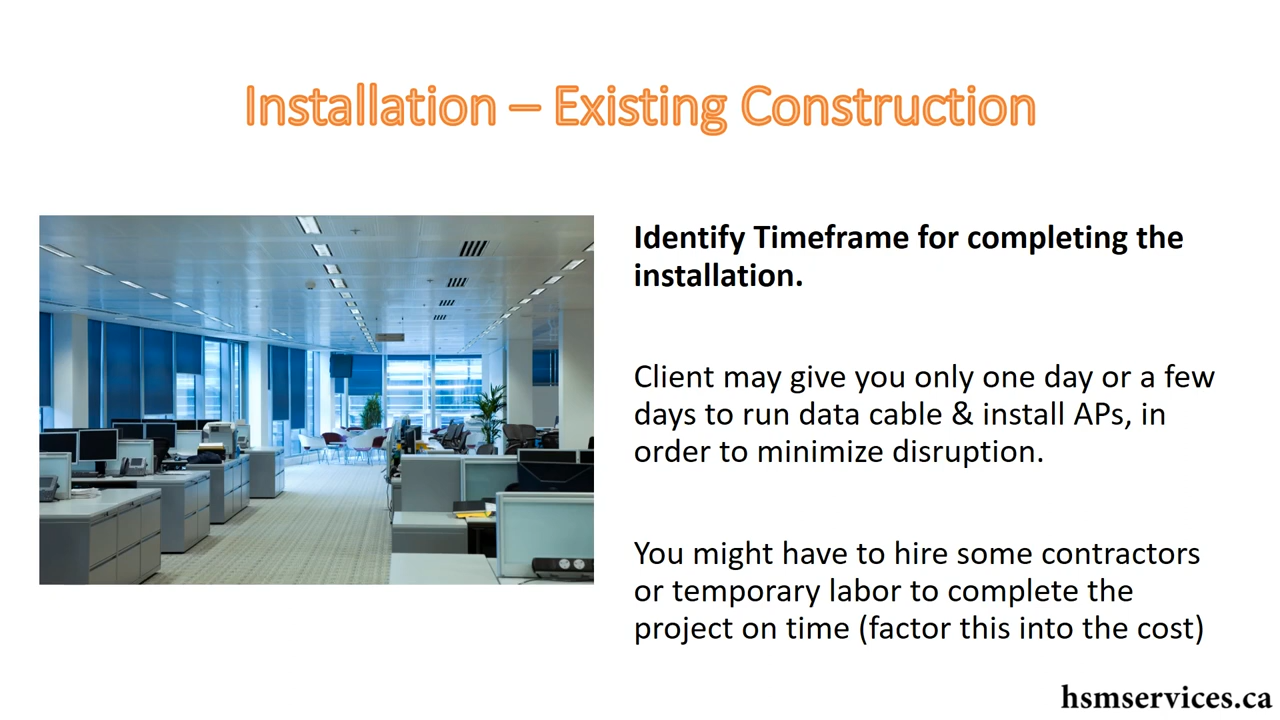 Installation – Existing Construction
Identify Timeframe for completing the
installation.
Client may give you only one day or a few
days to run data cable & install APs, in
order to minimize disruption.
You might have to hire some contractors
or temporary labor to complete the
project on time (factor this into the cost)
hsmservices.ca